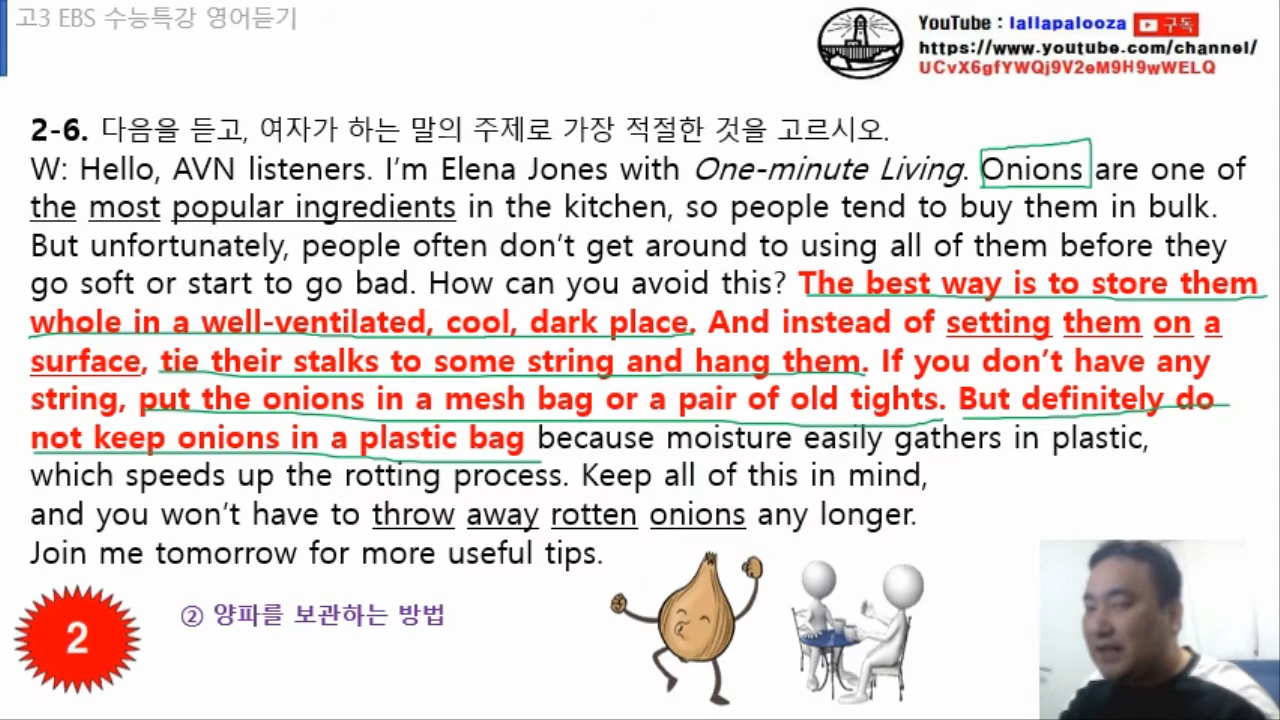 고3 EBS 수능특강 영어듣기
YouTube : lallapalooza 구독
https://www.youtube.com/channel/
UCvX6gfYWQj9V2eM9H9wWELQ
2-6. 다음을 듣고, 여자가 하는 말의 주제로 가장 적절한 것을 고르시오.
W: Hello, AVN listeners. I’m Elena Jones with One-minute Living. Onions are one of
the most popular ingredients in the kitchen, so people tend to buy them in bulk.
But unfortunately, people often don’t get around to using all of them before they
go soft or start to go bad. How can you avoid this? The best way is to store them
whole in a well-ventilated, cool, dark place. And instead of setting them on a
surface, tie their stalks to some string and hang them. If you don’t have any
string, put the onions in a mesh bag or a pair of old tights. But definitely do
not keep onions in a plastic bag because moisture easily gathers in plastic,
which speeds up the rotting process. Keep all of this in mind,
and you won’t have to throw away rotten onions any longer.
Join me tomorrow for more useful tips.
2
② 양파를 보관하는 방법